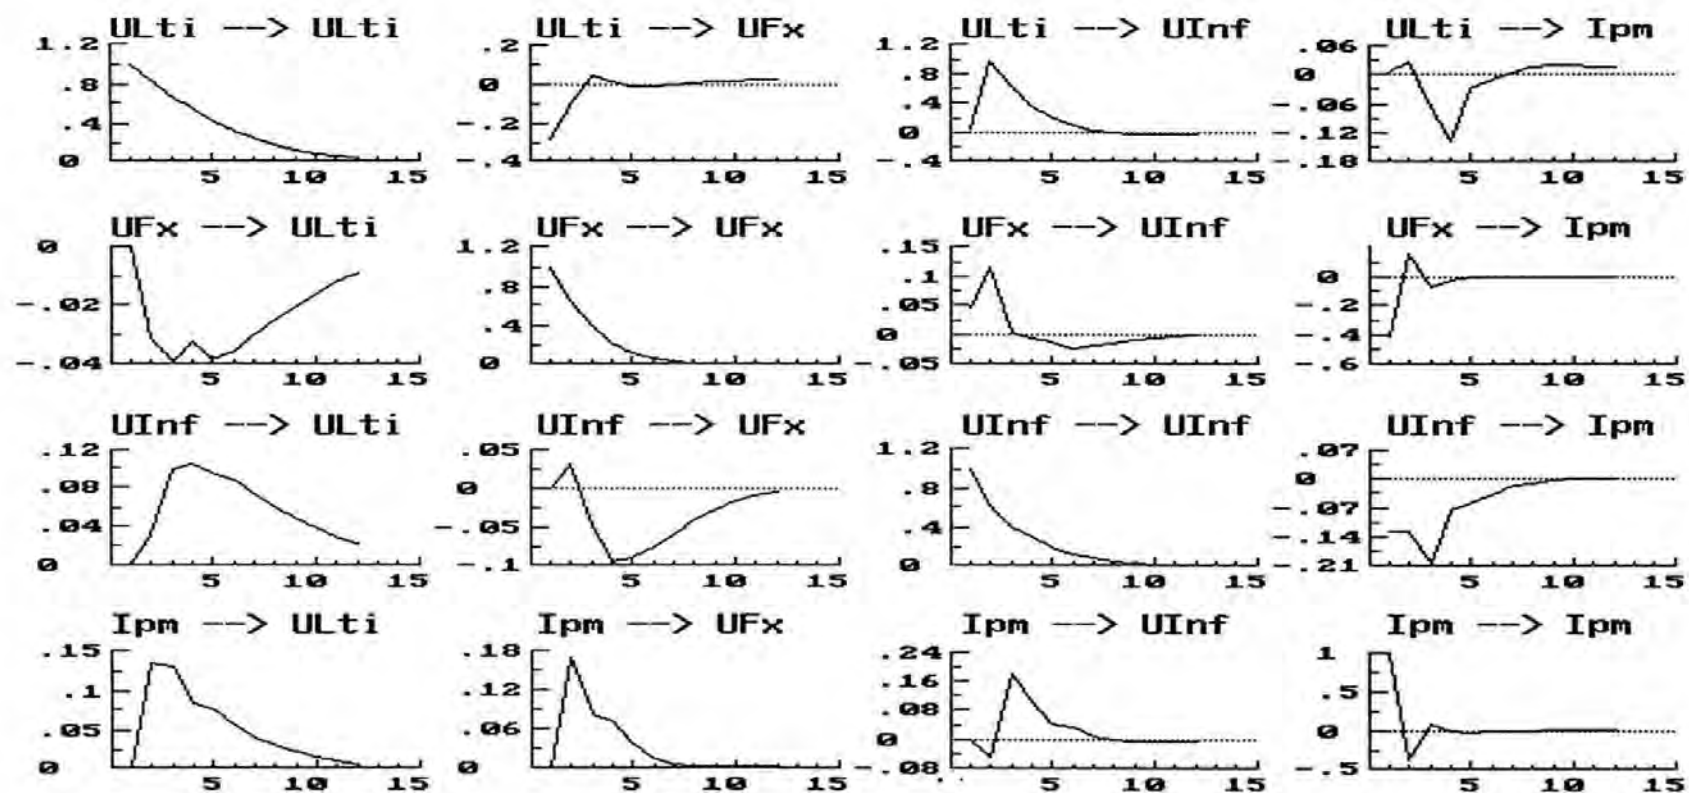 ULti --> ULti
1.2
.8
.4
0
5 10 15
ULti --> UFx
.2
0
-.2
-.4
5 10 15
ULti --> UInf
1.2
.8
.4
0
-.4
5 10 15
ULti --> Ipm
.06
0
-.06
-.12
-.18
5 10 15
UFx --> ULti
0
-.02
-.04
5 10 15
UFx --> UFx
1.2
.8
.4
0
5 10 15
UFx --> UInf
.15
.1
.05
0
-.05
5 10 15
UFx --> Ipm
0
-.2
-.4
-.6
5 10 15
UInf --> ULti
.12
.08
.04
0
5 10 15
UInf --> UFx
.05
0
-.05
-.1
5 10 15
UInf --> UInf
1.2
.8
.4
0
5 10 15
UInf --> Ipm
.07
0
-.07
-.14
-.21
5 10 15
Ipm --> ULti
.15
.1
.05
0
5 10 15
Ipm --> UFx
.18
.12
.06
0
5 10 15
Ipm --> UInf
.24
.16
.08
0
-.08
5 10 15
Ipm --> Ipm
1
.5
0
-.5
5 10 15